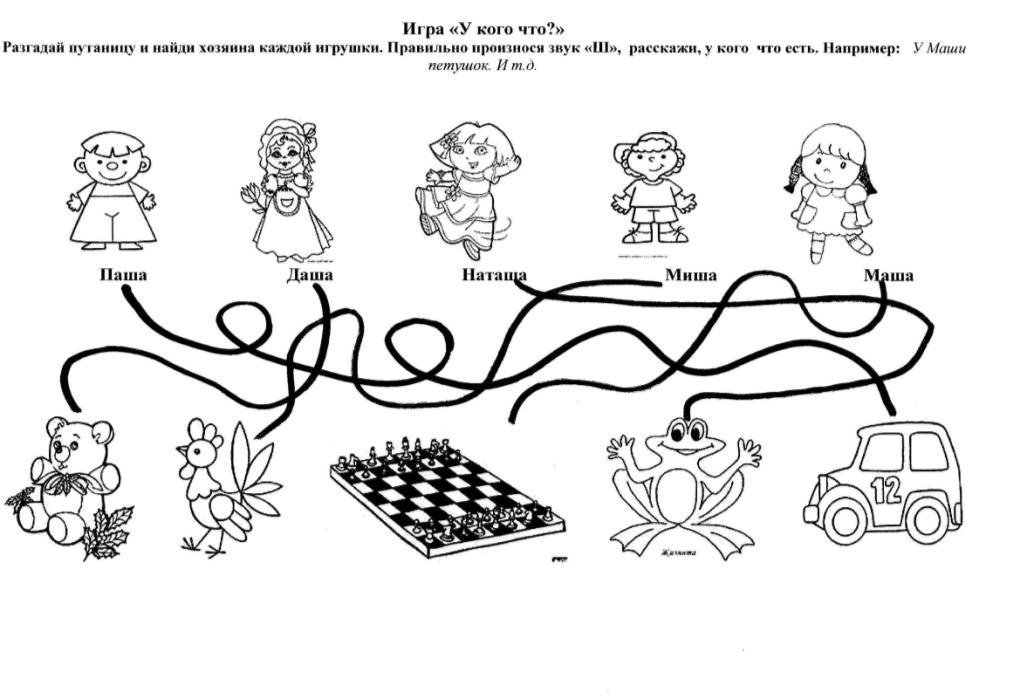 Игра «У кого что?»
Разгадай путаницу и найди хозяина каждой игрушки. Правильно произнося звук «Ш», расскажи, у кого что есть. Например: У Маши
петушок. И т.д.
Паша Даша Наташа Миша Маша
12